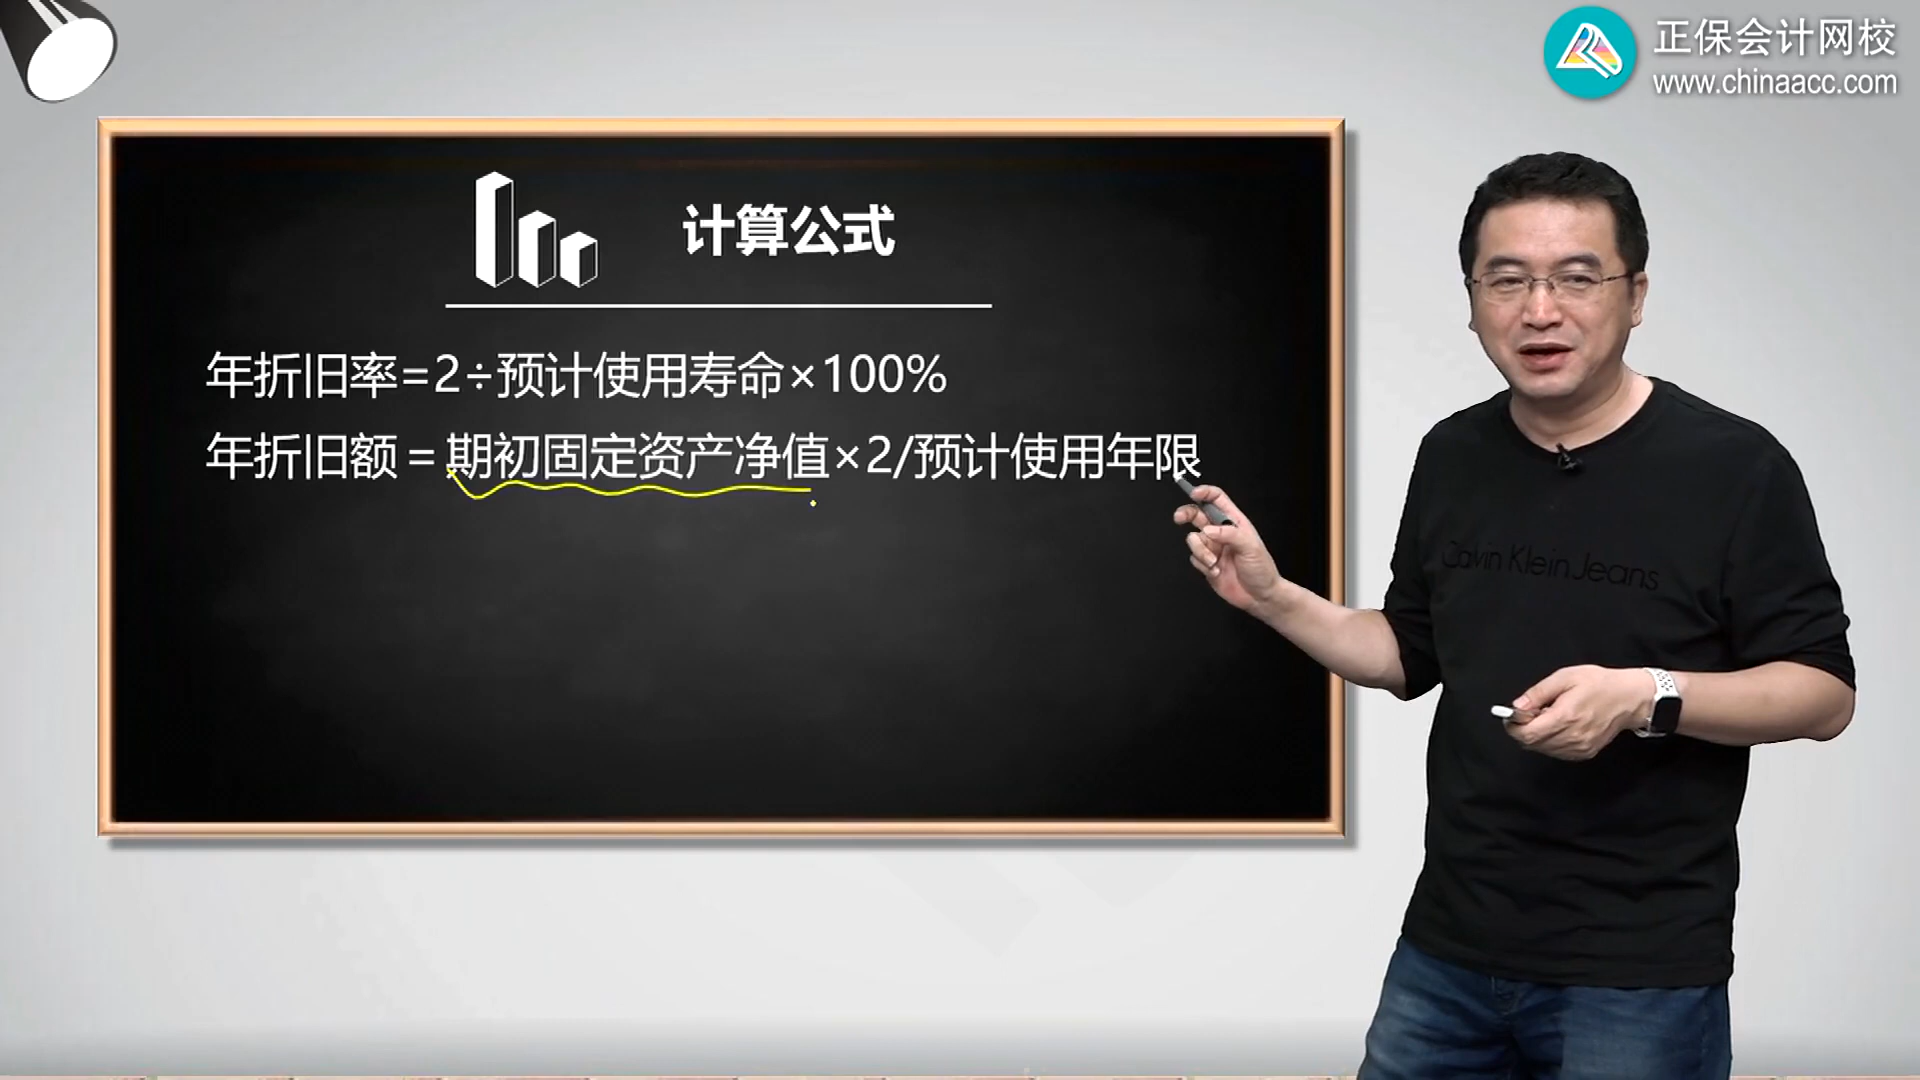 正保会计网校
www.chinaacc.com
计算公式
年折旧率=2÷预计使用寿命×100%
年折旧额=期初固定资产净值×2/预计使用年限
Calvin Klein Jeans